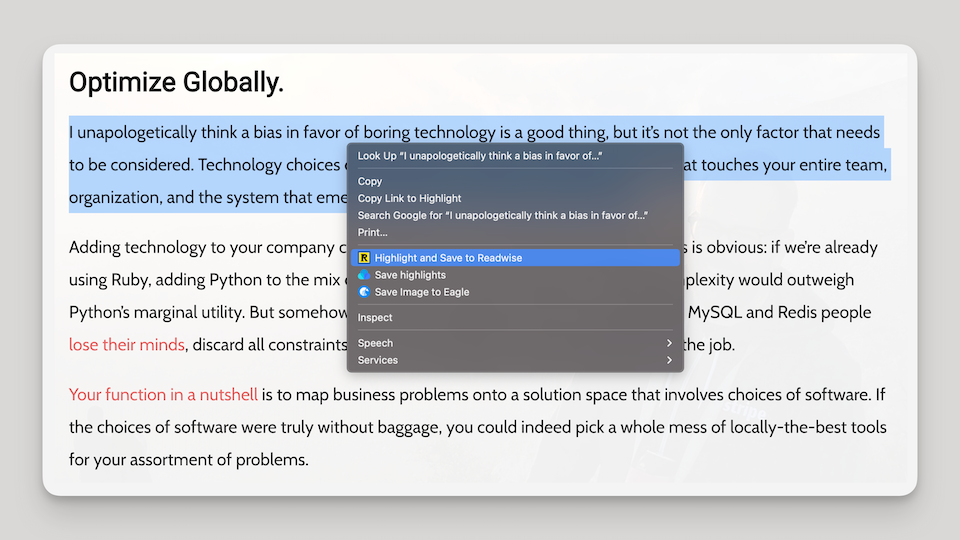 Optimize Globally.
I unapologetically think a bias in favor of boring technology is a good thing, but it's not the only factor that needs
to be considered. Technology choices
at touches your entire team,
organization, and the system that eme
Look Up “I unapologetically think a bias in favor of...”
Copy
Copy Link to Highlight
Search Google for “I unapologetically think a bias in favor of...”
Print...
Highlight and Save to Readwise
Save highlights
Save Image to Eagle
Inspect
Speech
Services
Adding technology to your company c
s is obvious: if we're already
using Ruby, adding Python to the mix
plexity would outweigh
Python's marginal utility. But somehow
MySQL and Redis people
lose their minds, discard all constraints
the job.
Your function in a nutshell is to map business problems onto a solution space that involves choices of software. If
the choices of software were truly without baggage, you could indeed pick a whole mess of locally-the-best tools
for your assortment of problems.